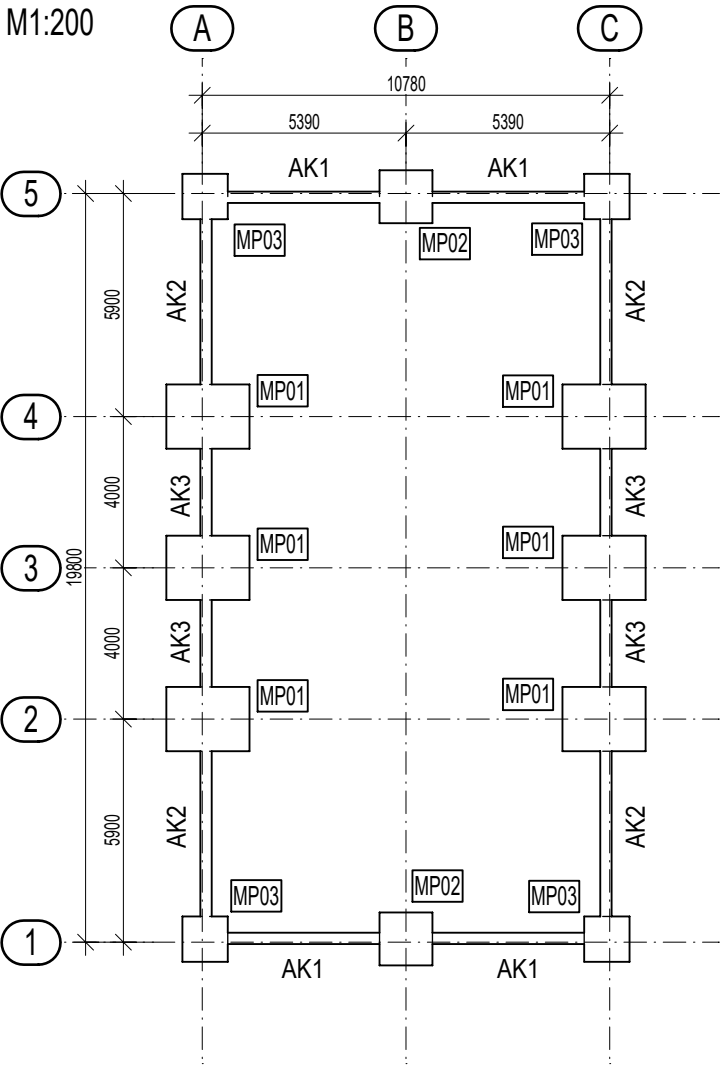 M1:200
A B C
10780
5390 5390
AK1 AK1
5
MP03 MP02 MP03
AK2 5900 AK2
MP01 MP01
4
AK3 4000 AK3
MP01 MP01
3
19800
AK3 4000 AK3
MP01 MP01
2
AK2 5900 AK2
MP03 MP02 MP03
1
AK1 AK1